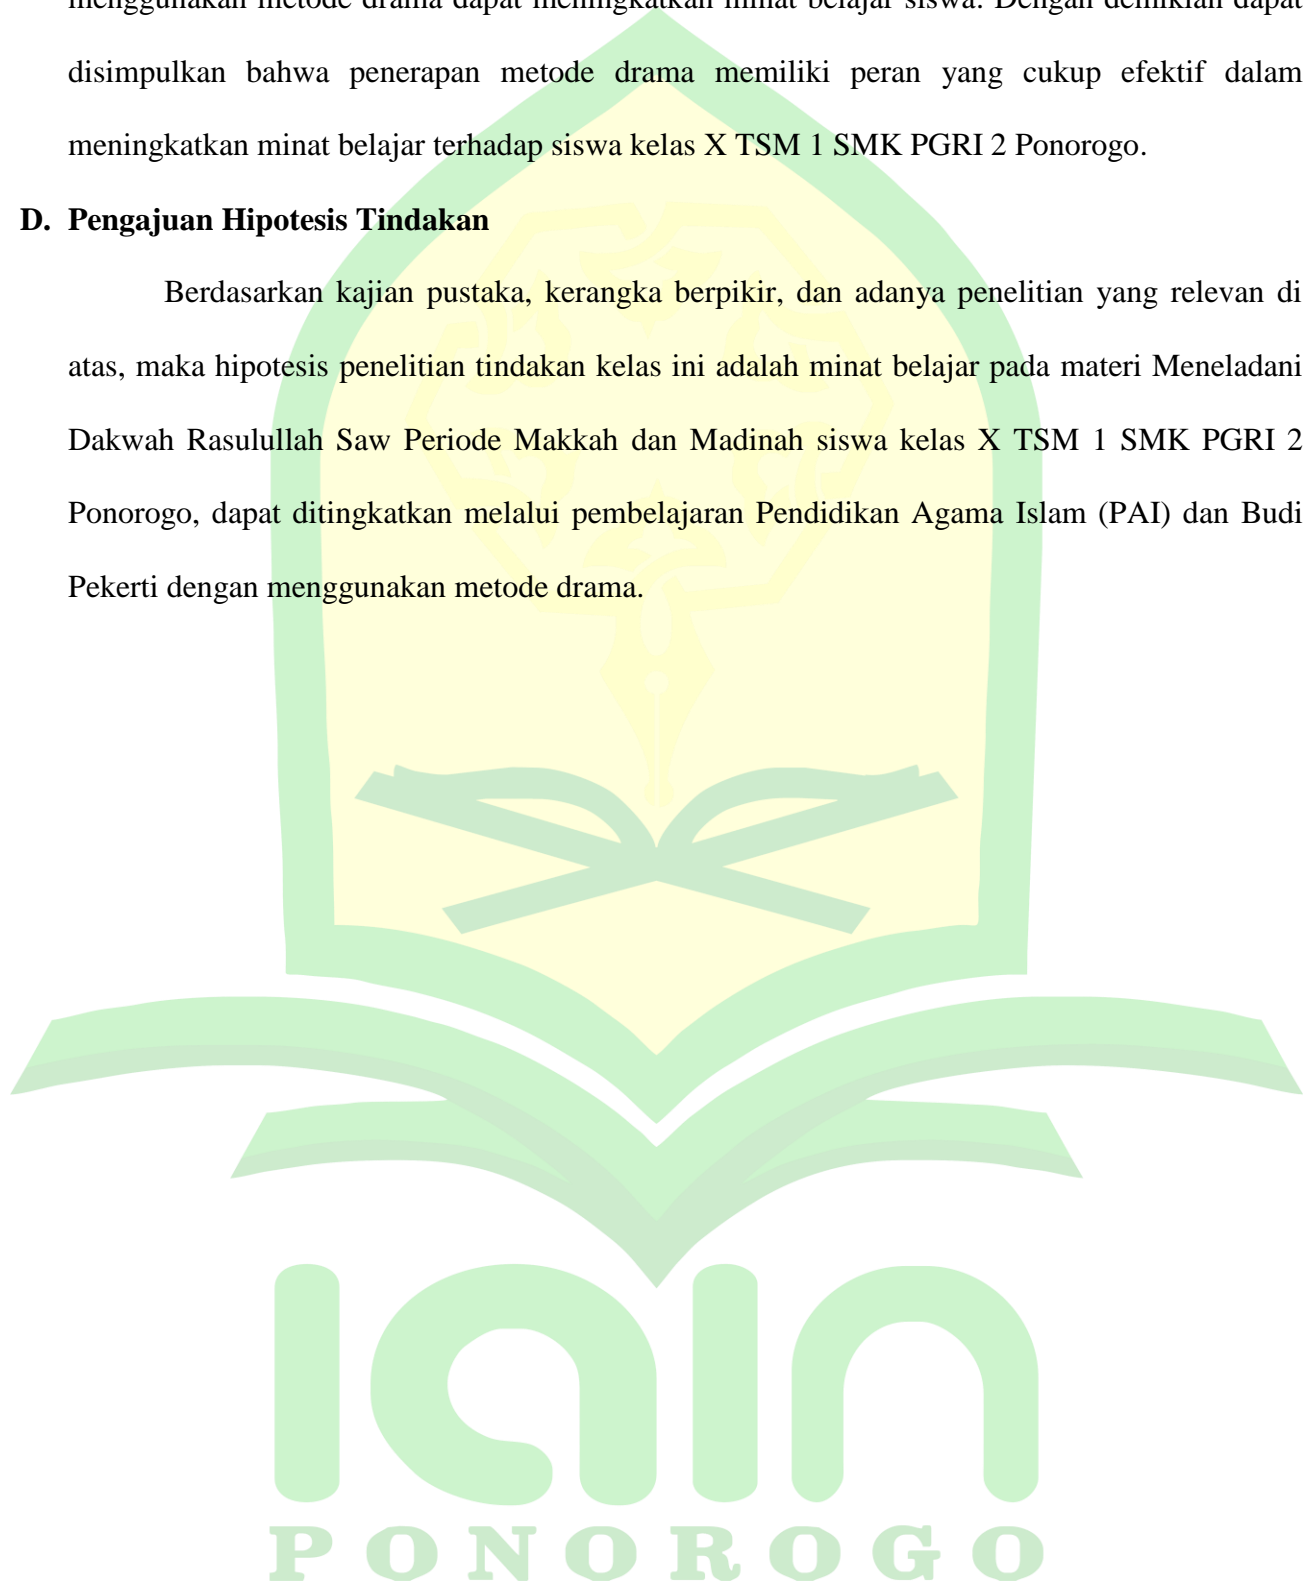 menggunakan metode drama dapat meningkatkan minat belajar siswa. Dengan demikian dapat
disimpulkan bahwa penerapan metode drama memiliki peran yang cukup efektif dalam
meningkatkan minat belajar terhadap siswa kelas X TSM 1 SMK PGRI 2 Ponorogo.
D. Pengajuan Hipotesis Tindakan
Berdasarkan kajian pustaka, kerangka berpikir, dan adanya penelitian yang relevan di
atas, maka hipotesis penelitian tindakan kelas ini adalah minat belajar pada materi Meneladani
Dakwah Rasulullah Saw Periode Makkah dan Madinah siswa kelas X TSM 1 SMK PGRI 2
Ponorogo, dapat ditingkatkan melalui pembelajaran Pendidikan Agama Islam (PAI) dan Budi
Pekerti dengan menggunakan metode drama.
iain
PONOROGO